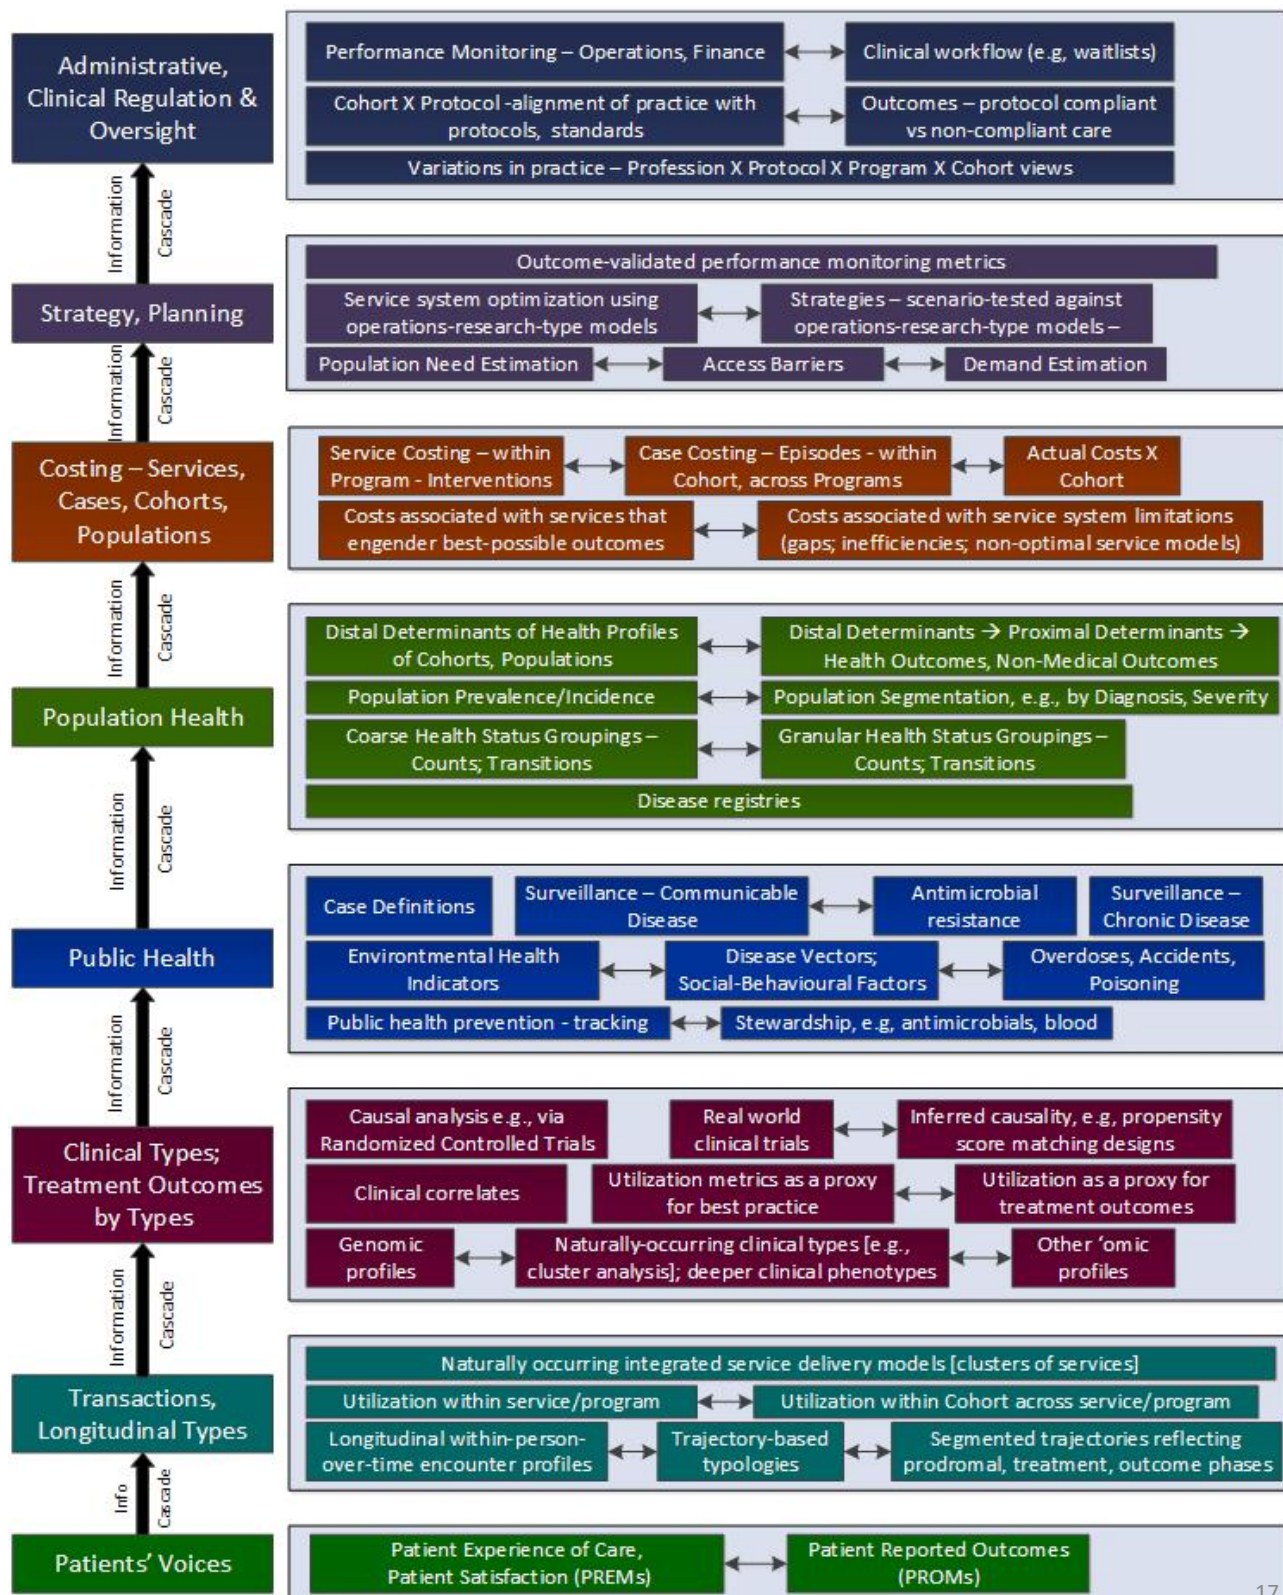 Administrative,
Clinical Regulation &
Oversight
Performance Monitoring – Operations, Finance
Clinical workflow (e.g, waitlists)
Cohort X Protocol -alignment of practice with
protocols, standards
Outcomes – protocol compliant
vs non-compliant care
Variations in practice – Profession X Protocol X Program X Cohort views
Information
Cascade
Strategy, Planning
Outcome-validated performance monitoring metrics
Service system optimization using
operations-research-type models
Strategies – scenario-tested against
operations-research-type models –
Population Need Estimation
Access Barriers
Demand Estimation
Information
Cascade
Costing – Services,
Cases, Cohorts,
Populations
Service Costing – within
Program - Interventions
Case Costing – Episodes - within
Cohort, across Programs
Actual Costs X
Cohort
Costs associated with services that
engender best-possible outcomes
Costs associated with service system limitations
(gaps; inefficiencies; non-optimal service models)
Information
Cascade
Population Health
Distal Determinants of Health Profiles
of Cohorts, Populations
Distal Determinants → Proximal Determinants →
Health Outcomes, Non-Medical Outcomes
Population Prevalence/Incidence
Population Segmentation, e.g., by Diagnosis, Severity
Coarse Health Status Groupings –
Counts; Transitions
Granular Health Status Groupings –
Counts; Transitions
Disease registries
Information
Cascade
Public Health
Case Definitions
Surveillance – Communicable
Disease
Antimicrobial
resistance
Surveillance –
Chronic Disease
Environtmental Health
Indicators
Disease Vectors;
Social-Behavioural Factors
Overdoses, Accidents,
Poisoning
Public health prevention - tracking
Stewardship, e.g, antimicrobials, blood
Information
Cascade
Clinical Types;
Treatment Outcomes
by Types
Causal analysis e.g., via
Randomized Controlled Trials
Real world
clinical trials
Inferred causality, e.g, propensity
score matching designs
Clinical correlates
Utilization metrics as a proxy
for best practice
Utilization as a proxy for
treatment outcomes
Genomic
profiles
Naturally-occurring clinical types [e.g.,
cluster analysis]; deeper clinical phenotypes
Other ‘omic
profiles
Information
Cascade
Transactions,
Longitudinal Types
Naturally occurring integrated service delivery models [clusters of services]
Utilization within service/program
Utilization within Cohort across service/program
Longitudinal within-person-
over-time encounter profiles
Trajectory-based
typologies
Segmented trajectories reflecting
prodromal, treatment, outcome phases
Info
Cascade
Patients’ Voices
Patient Experience of Care,
Patient Satisfaction (PREMs)
Patient Reported Outcomes
(PROMs)
17